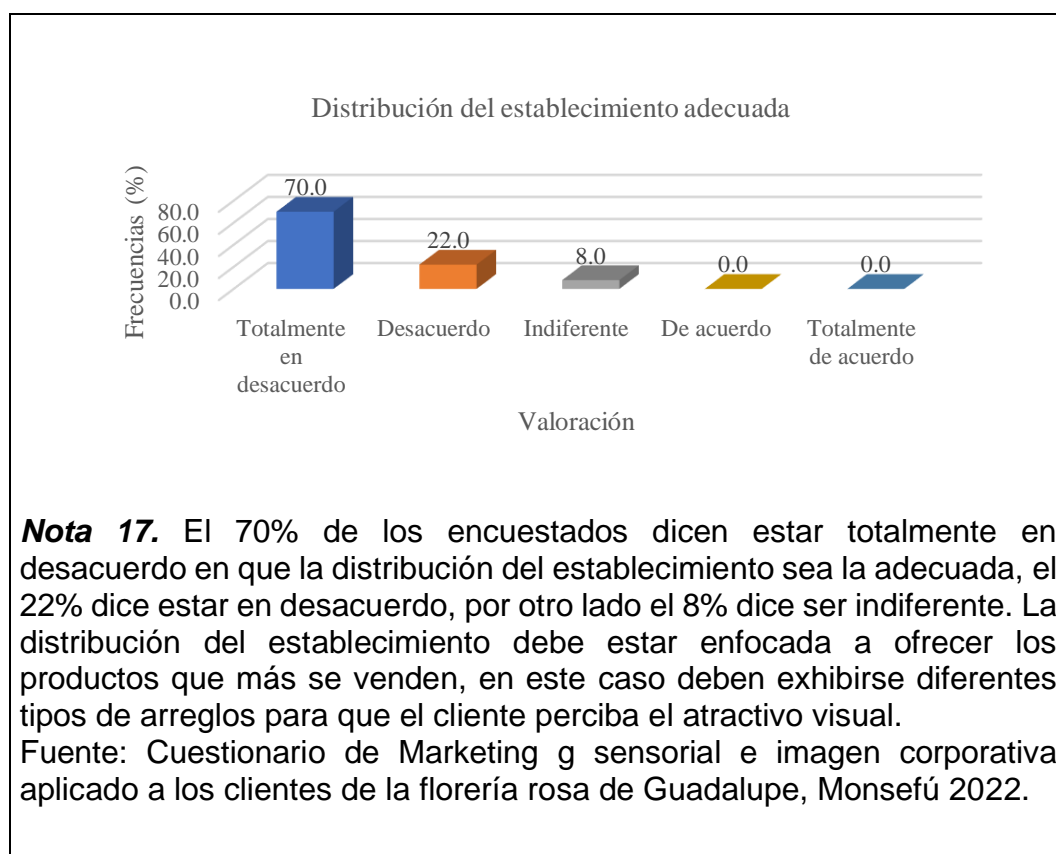 Distribución del establecimiento adecuada
Frecuencias (%)
80.0
60.0
40.0
20.0
0.0
70.0
22.0
8.0
0.0
0.0
Totalmente
en
desacuerdo
Desacuerdo
Indiferente
De acuerdo
Totalmente
de acuerdo
Valoración
Nota 17. El 70% de los encuestados dicen estar totalmente en
desacuerdo en que la distribución del establecimiento sea la adecuada, el
22% dice estar en desacuerdo, por otro lado el 8% dice ser indiferente. La
distribución del establecimiento debe estar enfocada a ofrecer los
productos que más se venden, en este caso deben exhibirse diferentes
tipos de arreglos para que el cliente perciba el atractivo visual.
Fuente: Cuestionario de Marketing g sensorial e imagen corporativa
aplicado a los clientes de la florería rosa de Guadalupe, Monsefú 2022.